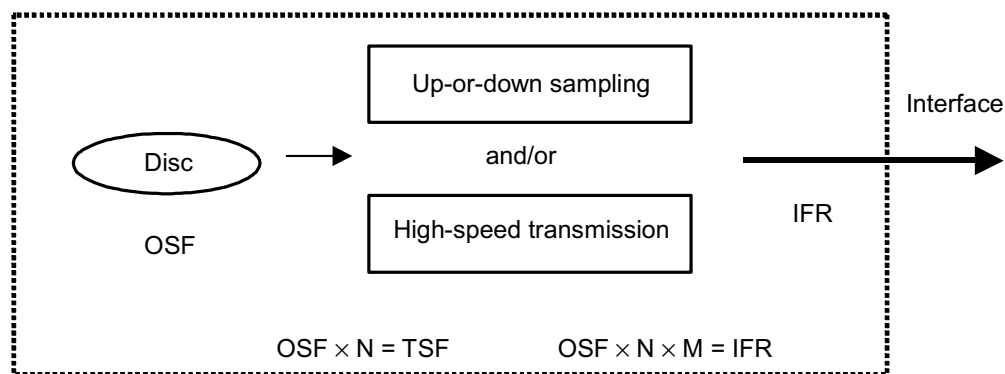 Up-or-down sampling
Interface
Disc
and/or
IFR
High-speed transmission
OSF
OSF × N = TSF
OSF × N × M = IFR